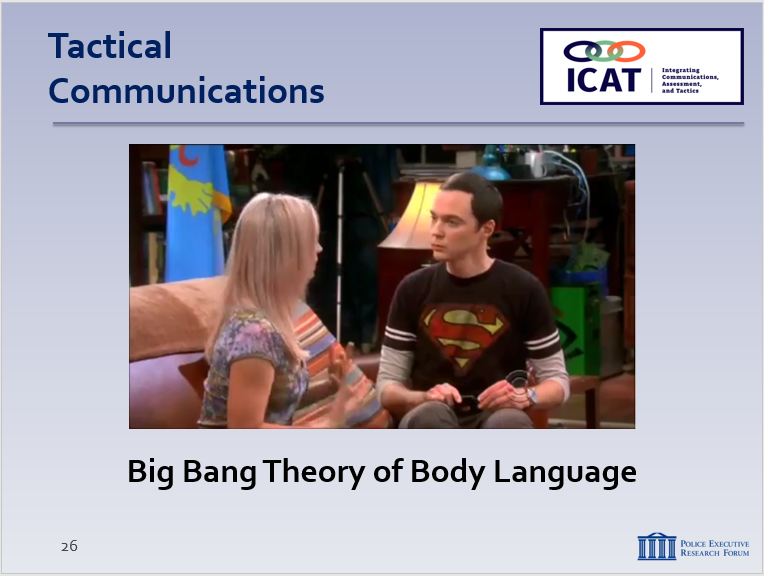 Tactical
Communications
ICAT
Integrating
Communications,
Assessment,
and Tactics
Big Bang Theory of Body Language
26
POLICE EXECUTIVE
RESEARCH FORUM